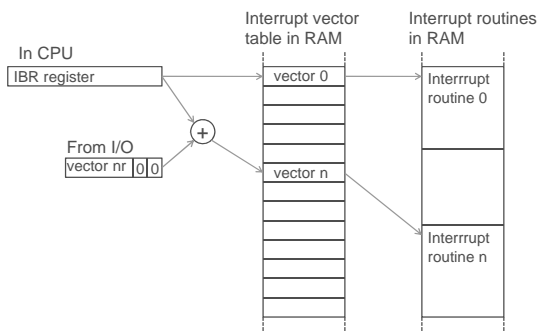 Interrupt vector
table in RAM
Interrupt routines
in RAM
In CPU
IBR register
vector 0
Interrrupt
routine 0
+
From I/O
vector nr 0 0
vector n
Interrrupt
routine n